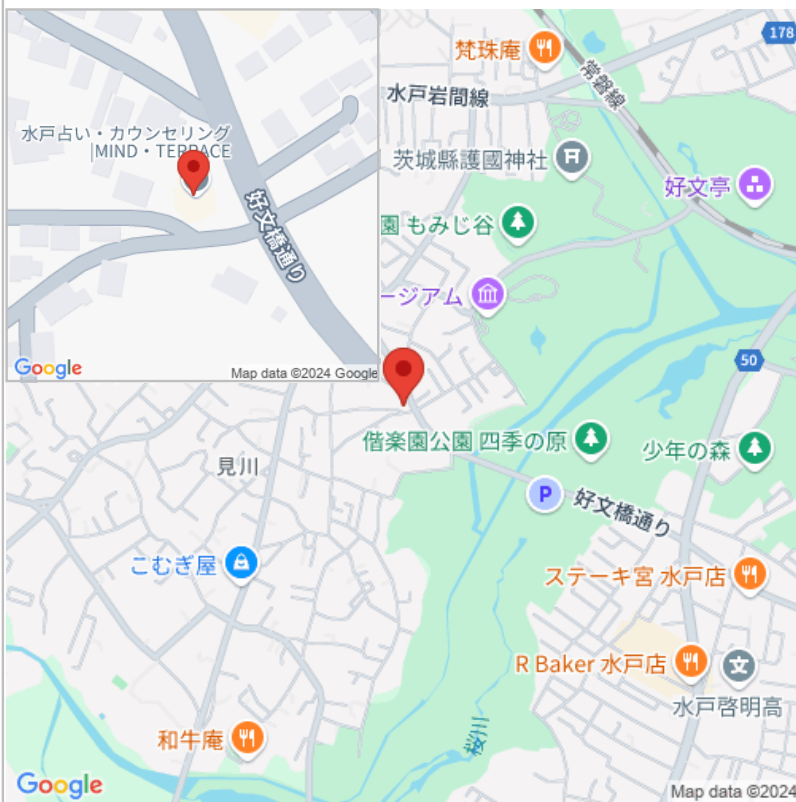 水戸占い・カウンセリング
|MIND・TERRACE
好文橋通り
Google
Map data ©2024 Google
178
梵珠庵
常磐線
水戸岩間線
茨城縣護國神社
好文亭
園 もみじ谷
ージアム
50
偕楽園公園 四季の原
少年の森
見川
P
好文橋通り
こむぎ屋
ステーキ宮 水戸店
R Baker 水戸店
文
水戸啓明高
桜川
和牛庵
Google
Map data ©2024